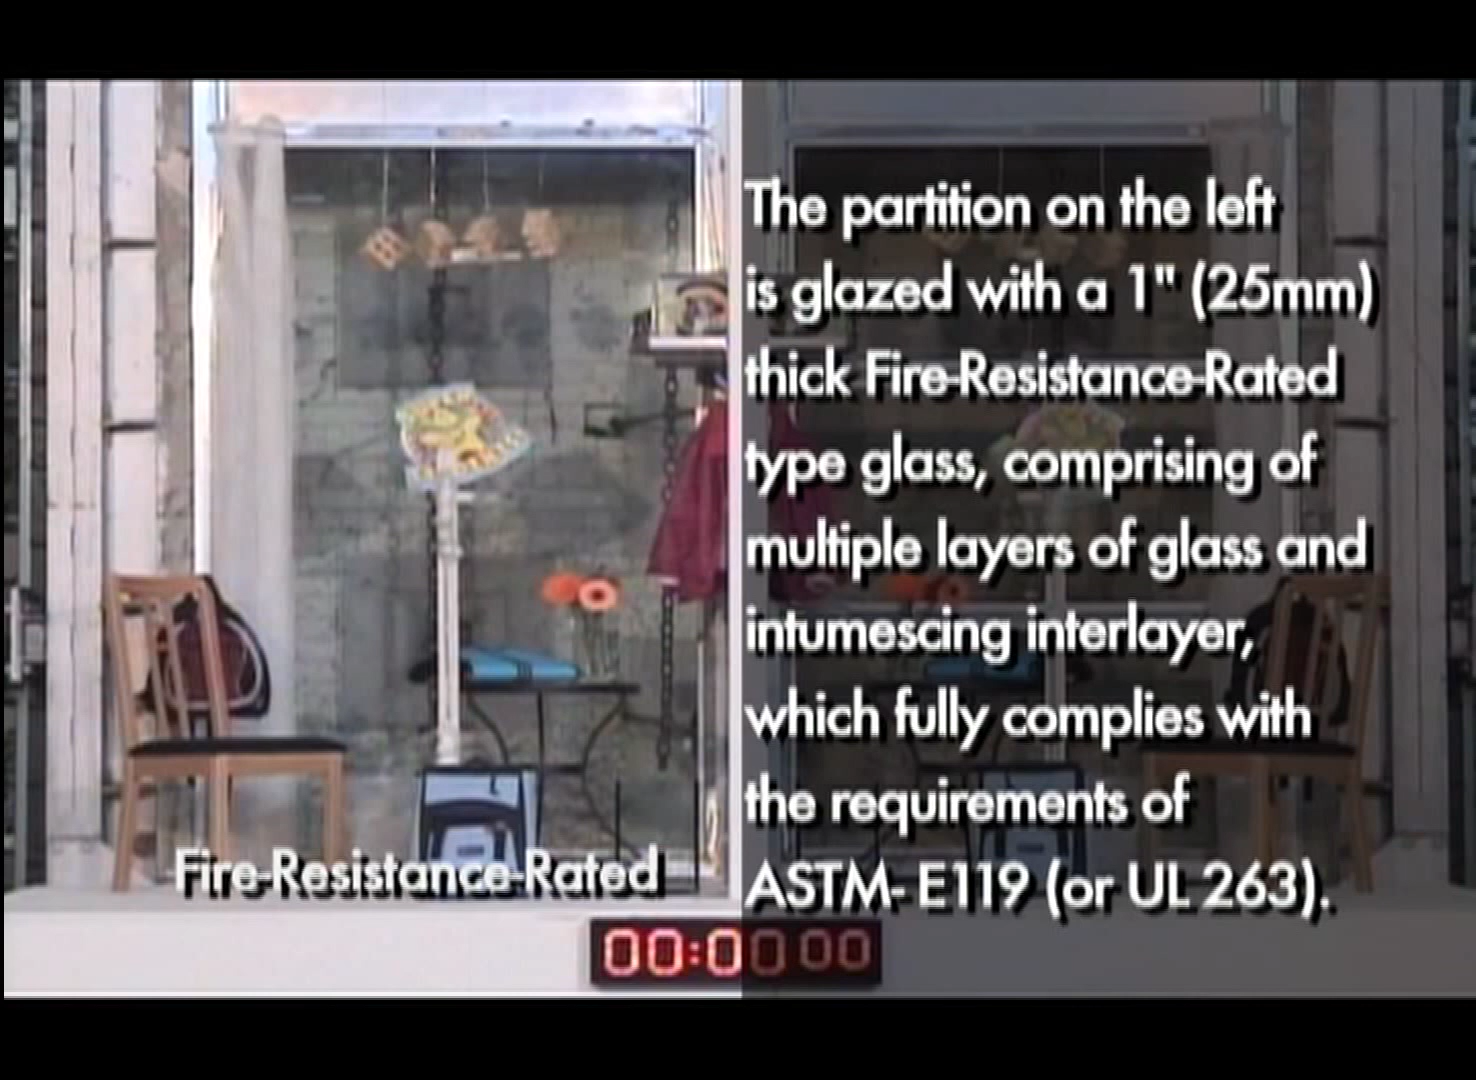 The partition on the left
is glazed with a 1" (25mm)
thick Fire-Resistance-Rated
type glass, comprising of
multiple layers of glass and
intumescing interlayer,
which fully complies with
the requirements of
ASTM- E119 (or UL 263).
Fire-Resistance-Rated
00:00 00